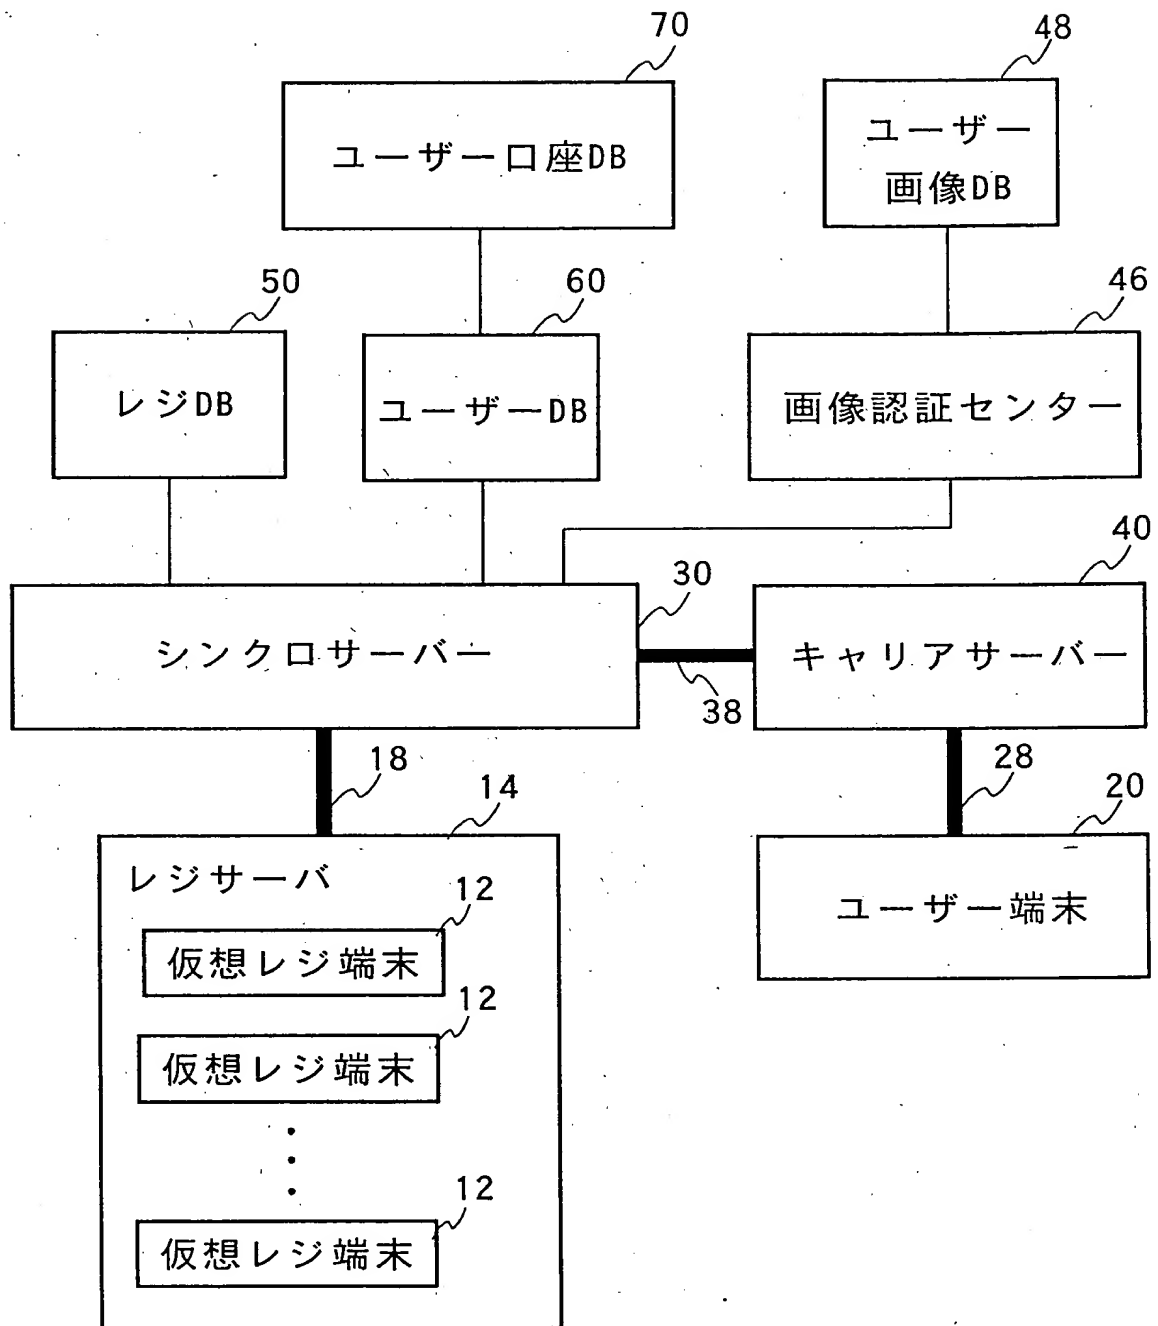 70
48
ユーザー口座DB
ユーザー
画像DB
50
60
46
レジDB
ユーザーDB
画像認証センター
30
40
シンクロサーバー
キャリアサーバー
38
18
28
14
20
レジサーバ
ユーザー端末
12
仮想レジ端末
12
仮想レジ端末
12
仮想レジ端末